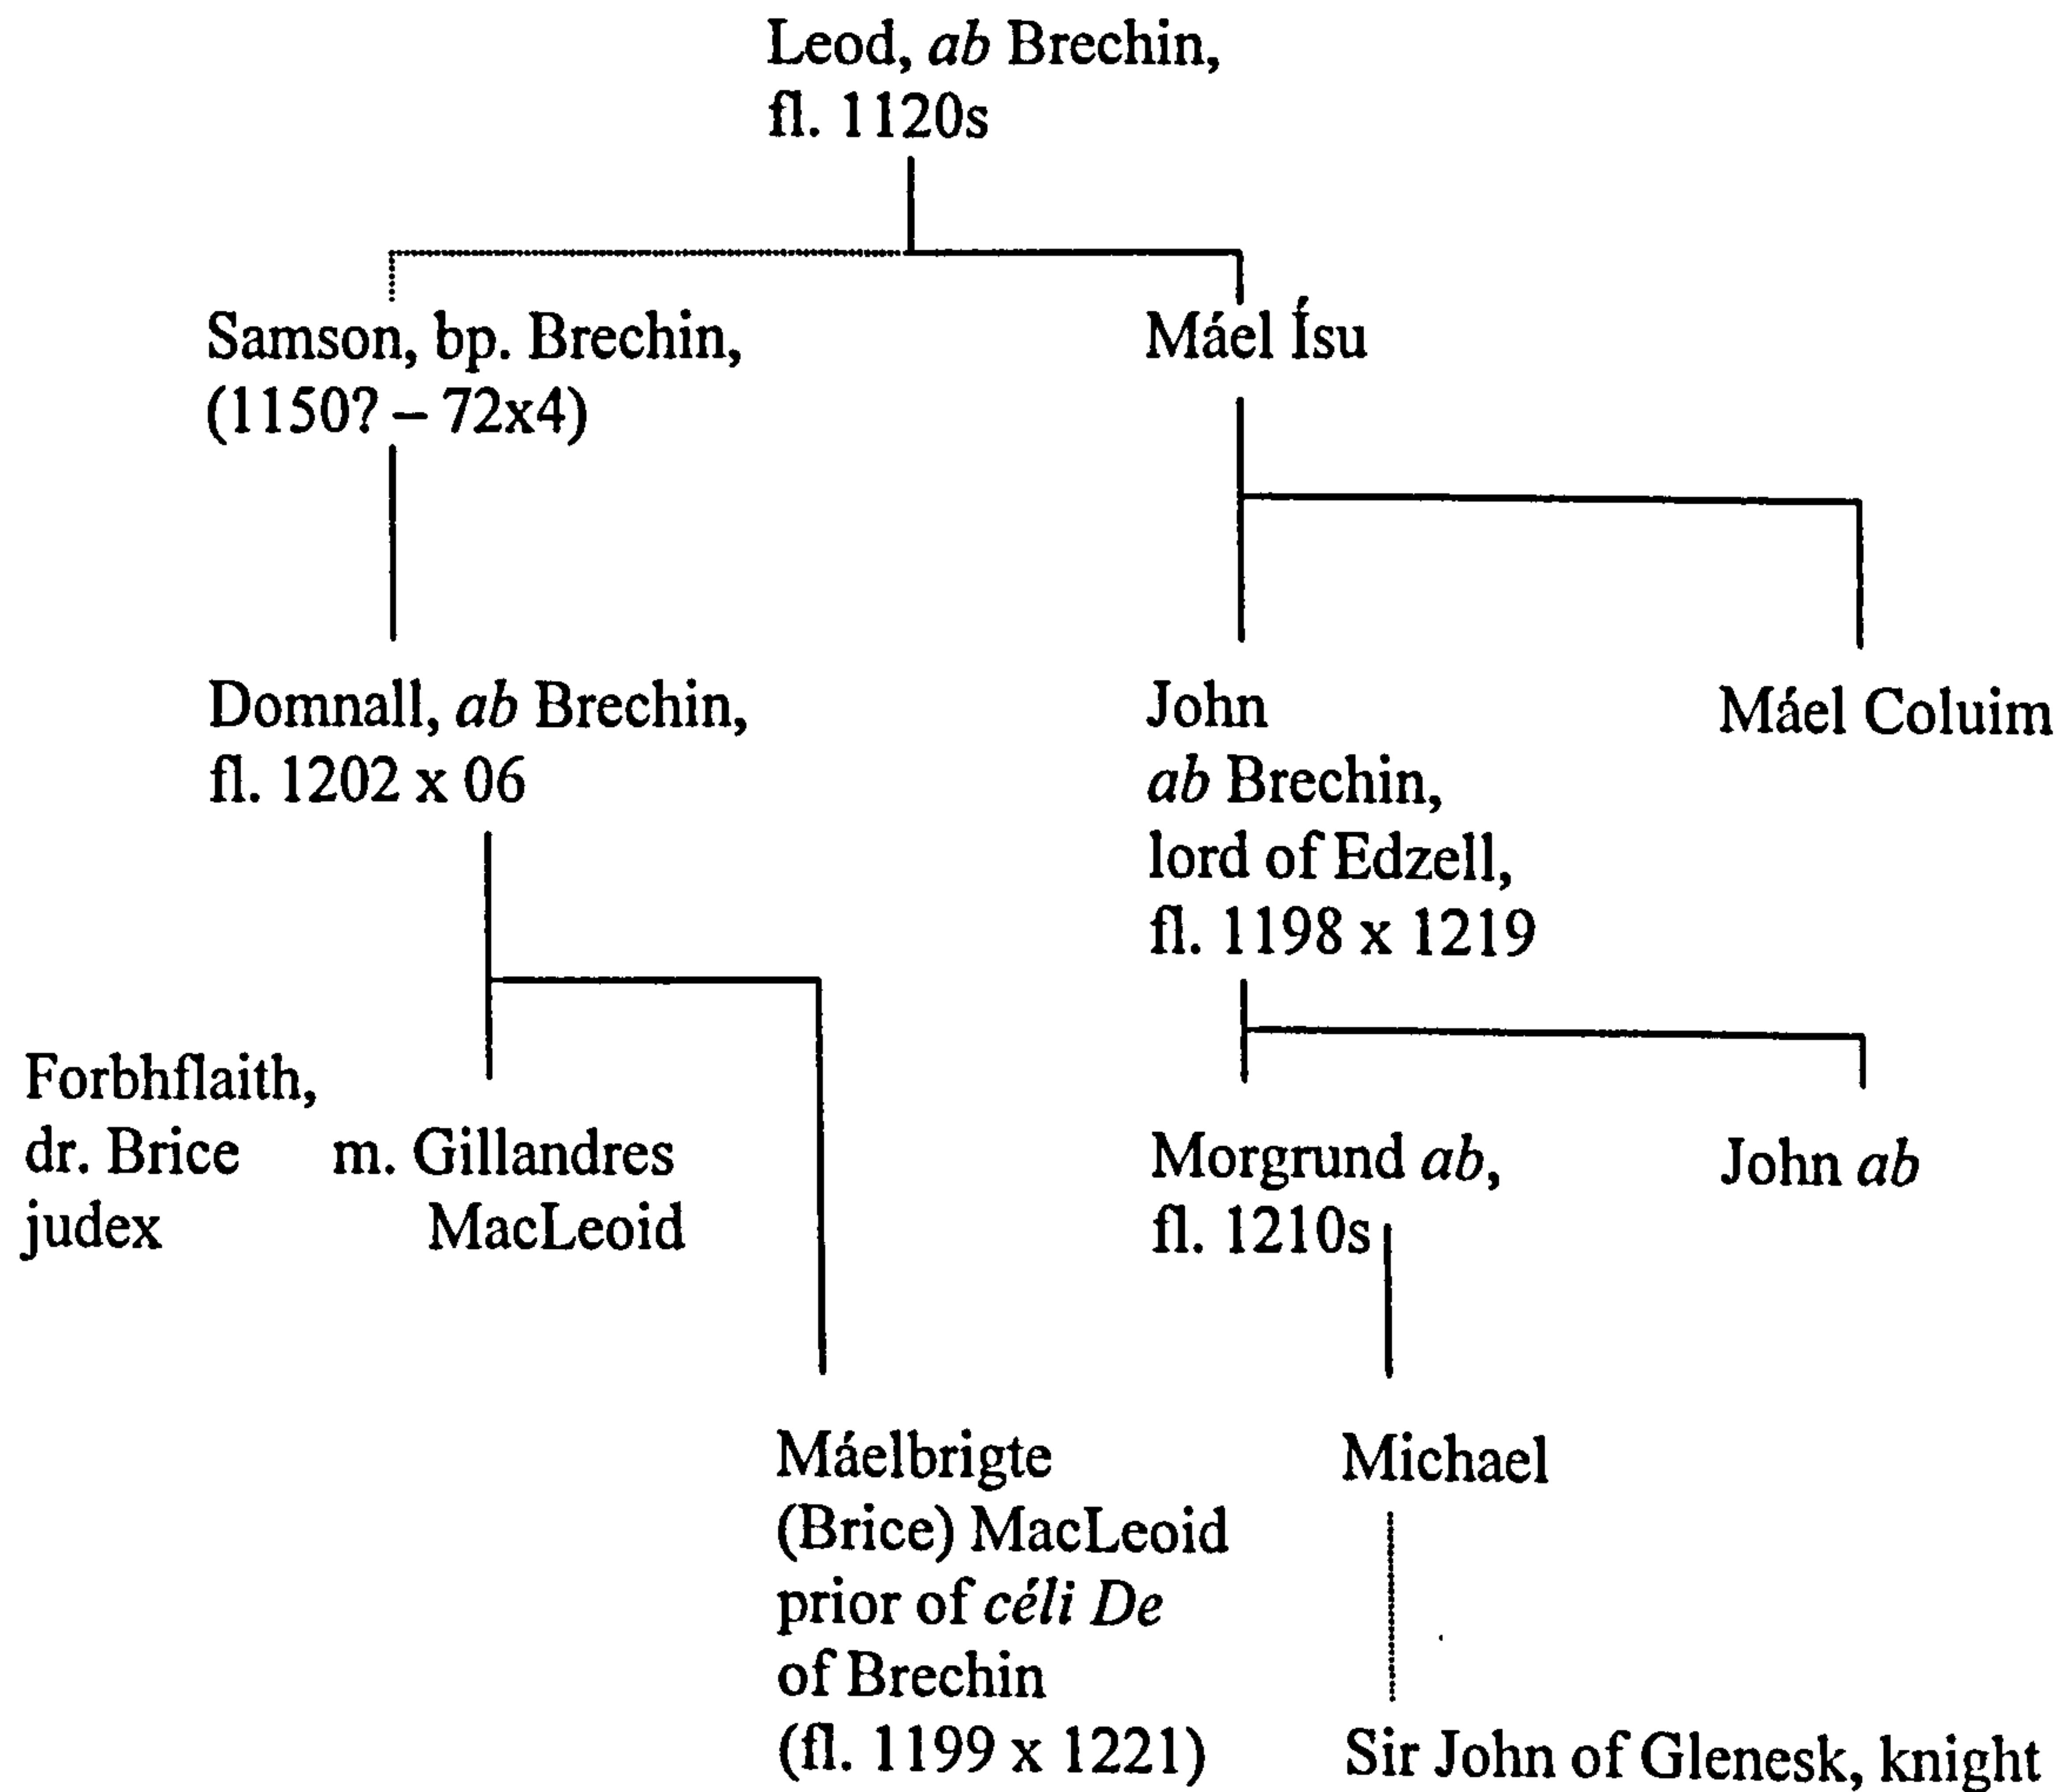 Leod, ab Brechin,
fl. 1120s
Samson, bp. Brechin,
(1150? – 72x4)
Máel Ísu
Domnall, ab Brechin,
fl. 1202 x 06
John
ab Brechin,
lord of Edzell,
fl. 1198 x 1219
Máel Coluim
Forbhflaith,
dr. Brice
judex
m. Gillandres
MacLeoid
Morgrund ab,
fl. 1210s
John ab
Máelbrigte
(Brice) MacLeoid
prior of céli De
of Brechin
(fl. 1199 x 1221)
Michael
Sir John of Glenesk, knight